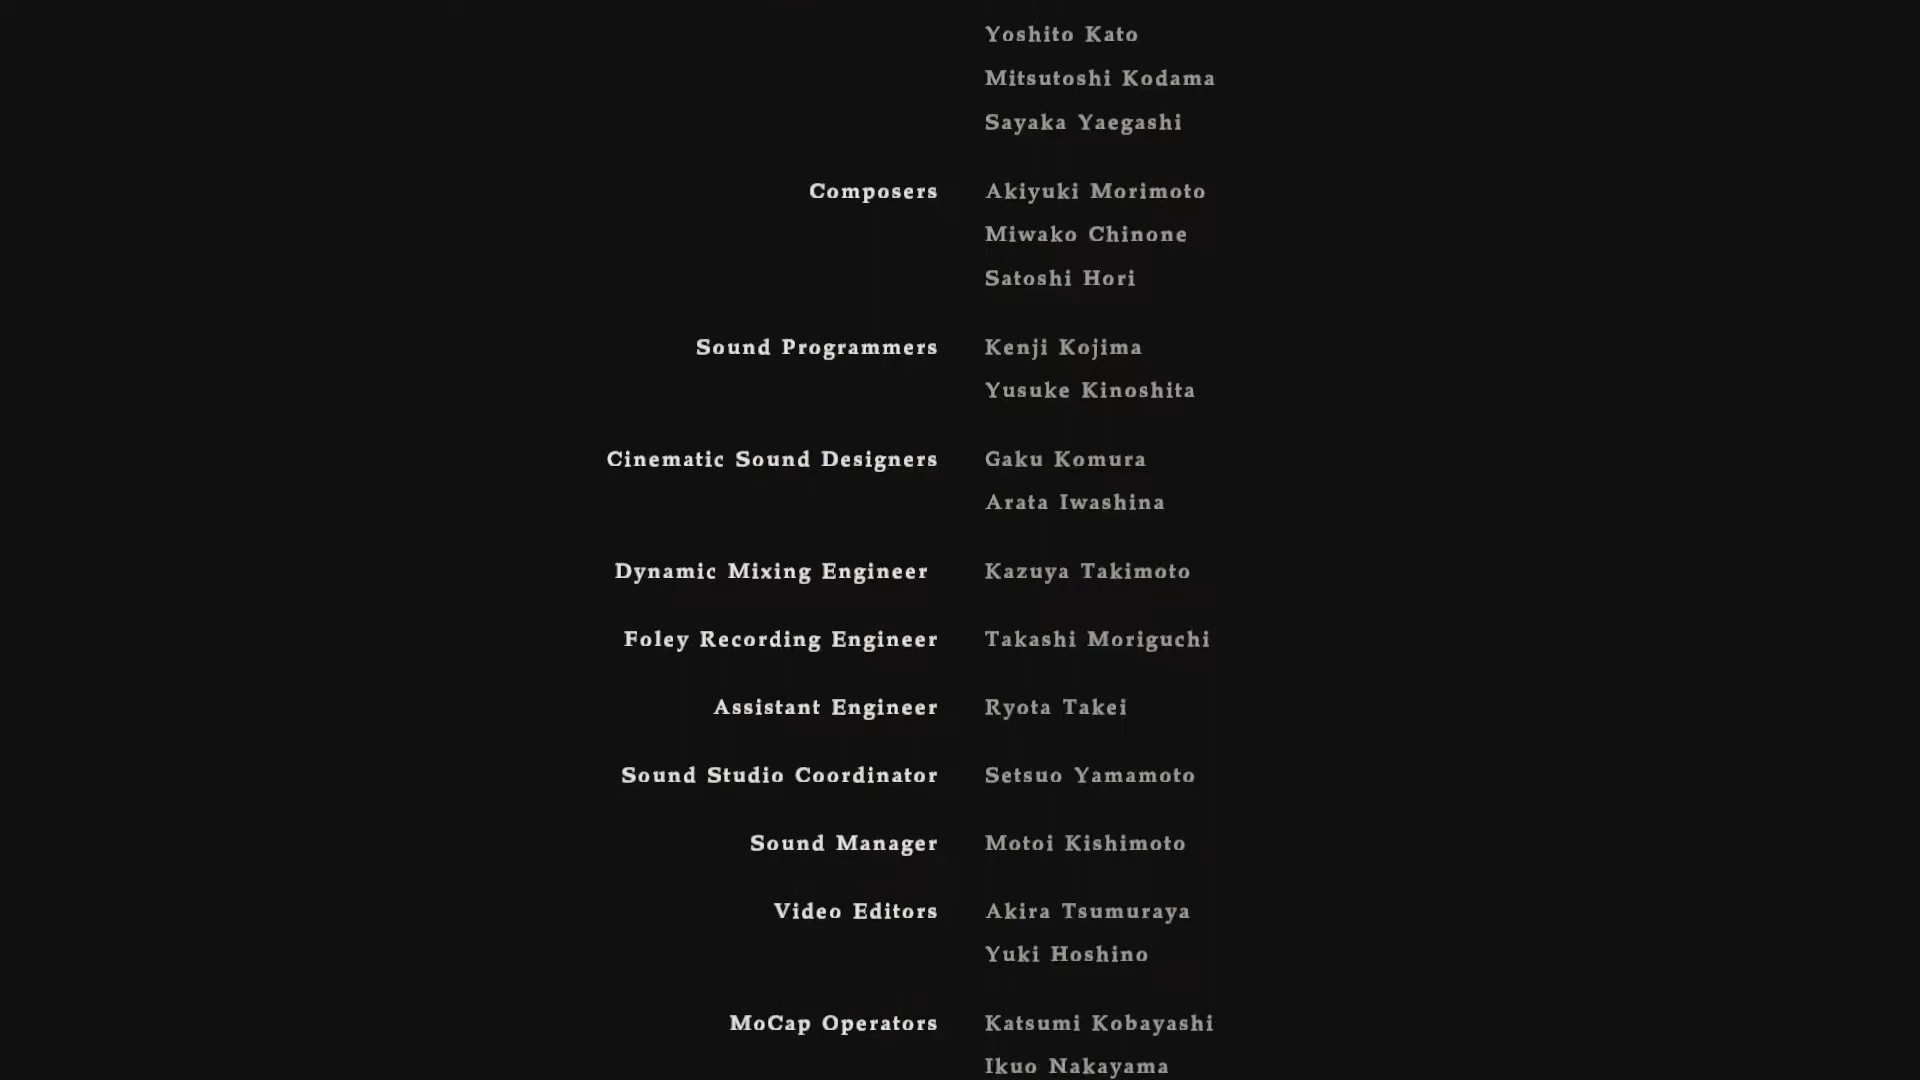 Yoshito Kato
Mitsutoshi Kodama
Sayaka Yaegashi
Composers Akiyuki Morimoto
Miwako Chinone
Satoshi Hori
Sound Programmers Kenji Kojima
Yusuke Kinoshita
Cinematic Sound Designers Gaku Komura
Arata Iwashina
Dynamic Mixing Engineer Kazuya Takimoto
Foley Recording Engineer Takashi Moriguchi
Assistant Engineer Ryota Takei
Sound Studio Coordinator Setsuo Yamamoto
Sound Manager Motoi Kishimoto
Video Editors Akira Tsumuraya
Yuki Hoshino
MoCap Operators Katsumi Kobayashi
Ikuo Nakayama